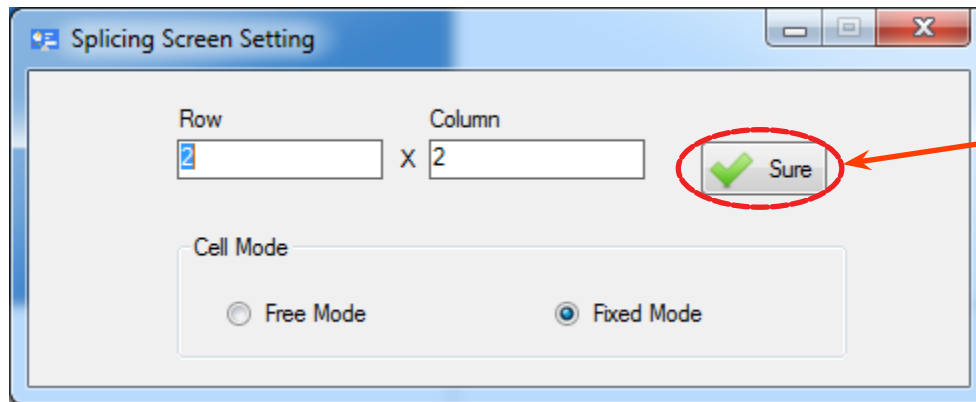 Splicing Screen Setting
Row Column
2 X 2 Sure
Cell Mode
Free Mode Fixed Mode